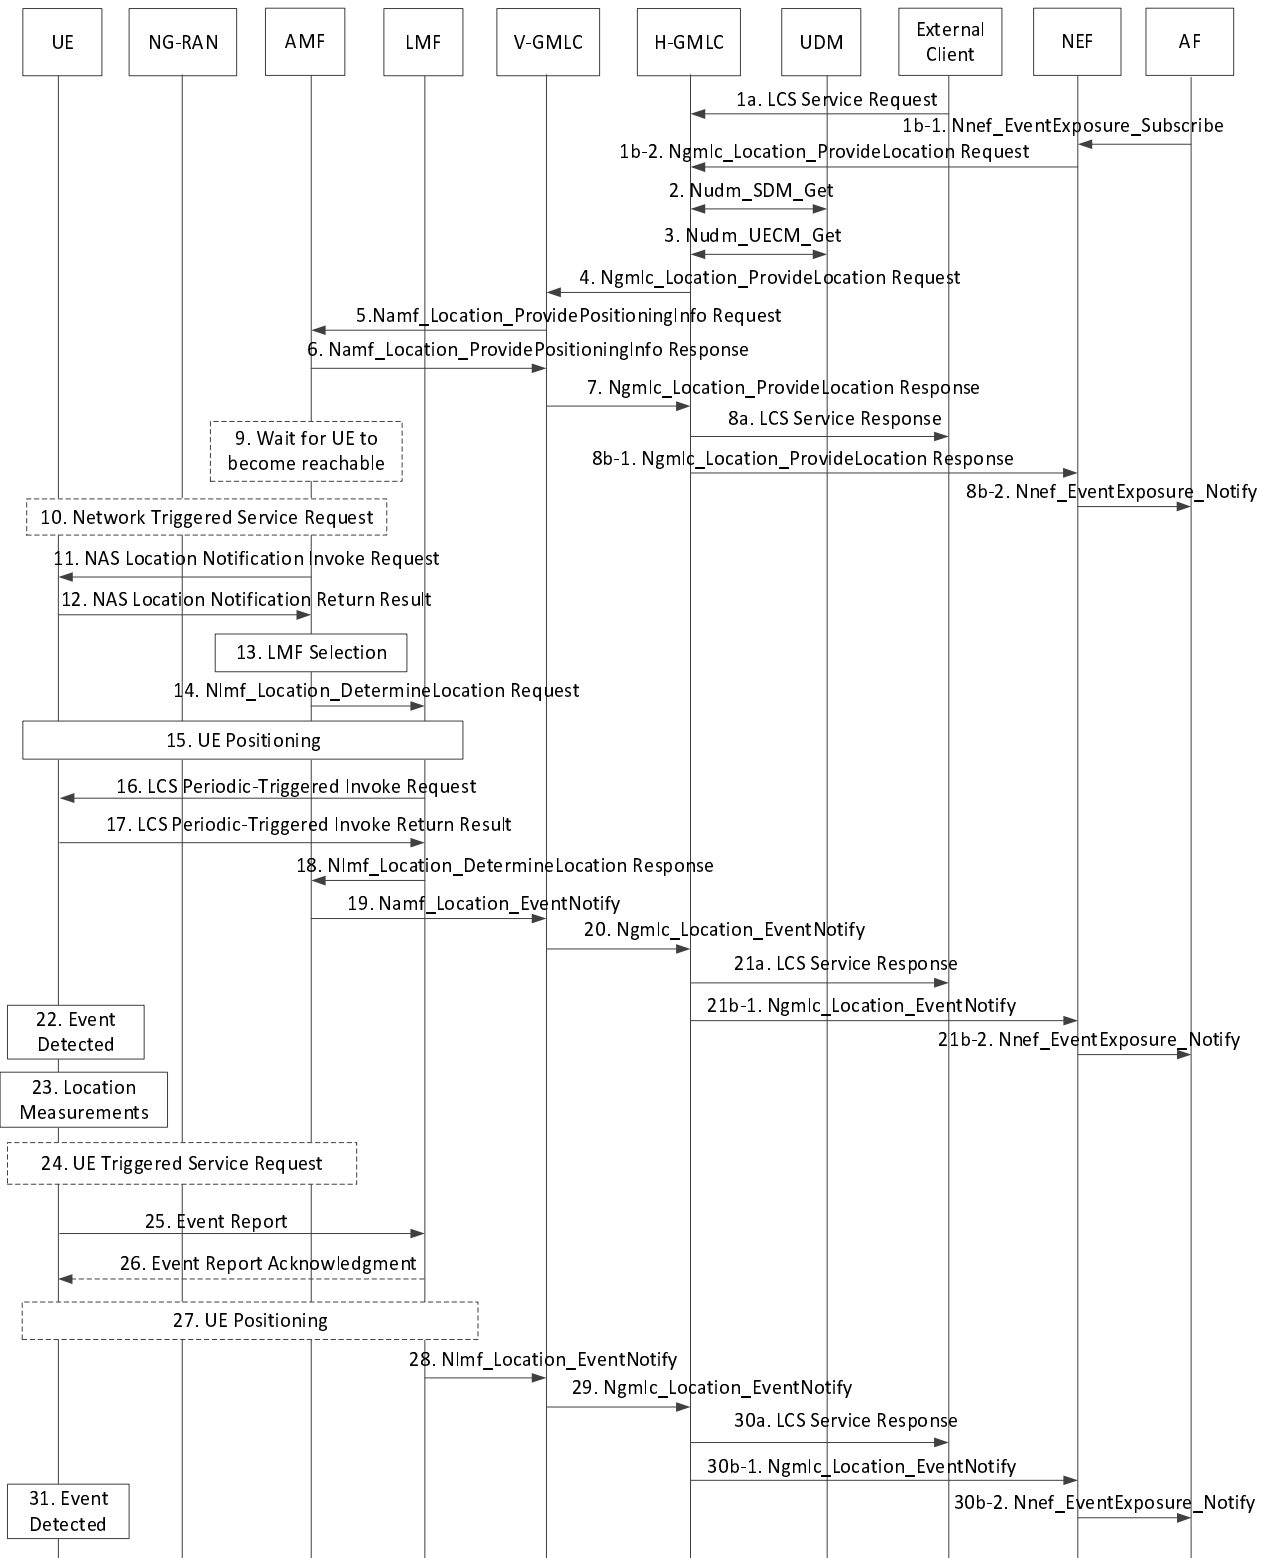 UE
NG-RAN
AMF
LMF
V-GMLC
H-GMLC
UDM
External
Client
NEF
AF
1a. LCS Service Request
1b-1. Nnef_EventExposure_Subscribe
1b-2. Ngmlc_Location_ProvideLocation Request
2. Nudm_SDM_Get
3. Nudm_UECM_Get
4. Ngmlc_Location_ProvideLocation Request
5.Namf_Location_ProvidePositioningInfo Request
6. Namf_Location_ProvidePositioningInfo Response
7. Ngmlc_Location_ProvideLocation Response
8a. LCS Service Response
9. Wait for UE to
become reachable
8b-1. Ngmlc_Location_ProvideLocation Response
8b-2. Nnef_EventExposure_Notify
10. Network Triggered Service Request
11. NAS Location Notification Invoke Request
12. NAS Location Notification Return Result
13. LMF Selection
14. Nlmf_Location_DetermineLocation Request
15. UE Positioning
16. LCS Periodic-Triggered Invoke Request
17. LCS Periodic-Triggered Invoke Return Result
18. Nlmf_Location_DetermineLocation Response
19. Namf_Location_EventNotify
20. Ngmlc_Location_EventNotify
21a. LCS Service Response
21b-1. Ngmlc_Location_EventNotify
22. Event
Detected
21b-2. Nnef_EventExposure_Notify
23. Location
Measurements
24. UE Triggered Service Request
25. Event Report
26. Event Report Acknowledgment
27. UE Positioning
28. Nlmf_Location_EventNotify
29. Ngmlc_Location_EventNotify
30a. LCS Service Response
30b-1. Ngmlc_Location_EventNotify
31. Event
Detected
30b-2. Nnef_EventExposure_Notify